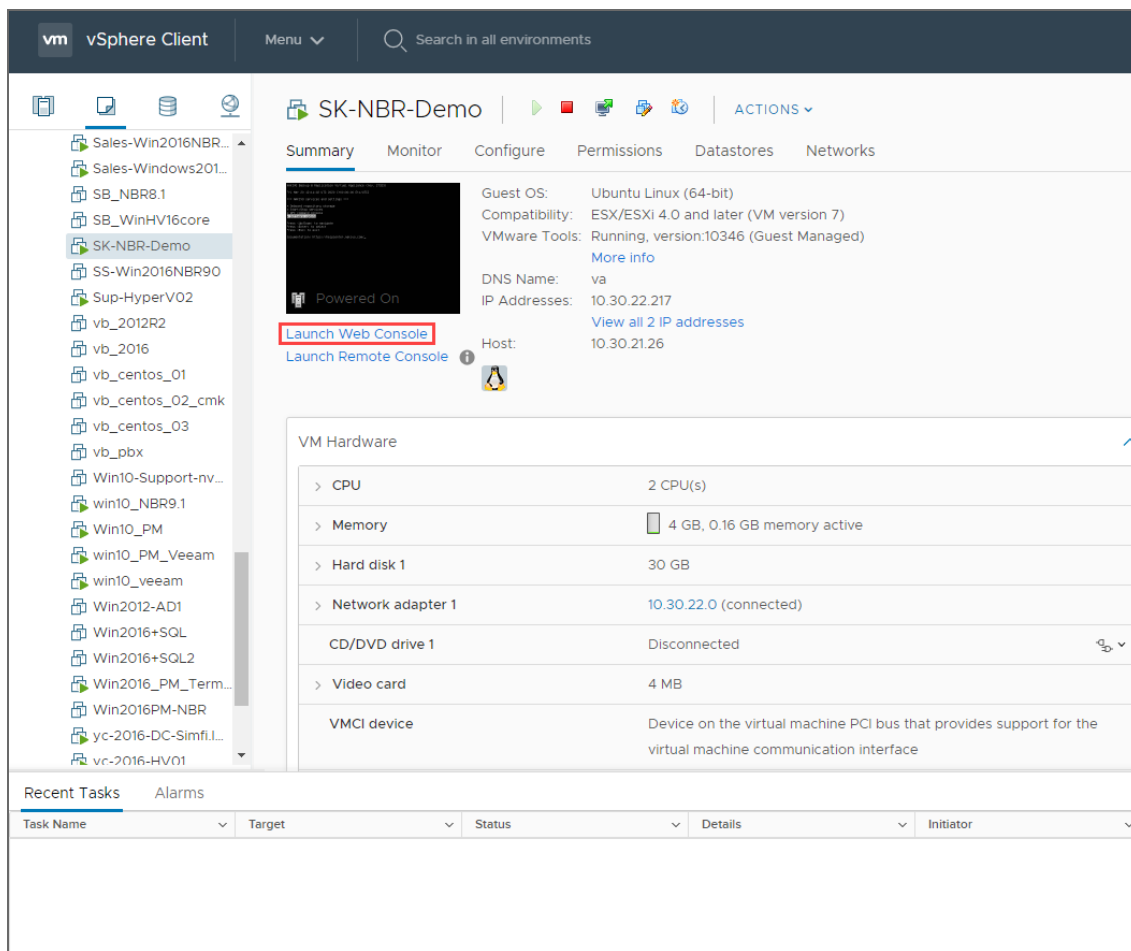 vm vSphere Client Menu Search in all environments
Sales-Win2016NBR...
Sales-Windows201...
SB_NBR8.1
SB_WinHV16core
SK-NBR-Demo
SS-Win2016NBR90
Sup-HyperV02
vb_2012R2
vb_2016
vb_centos_01
vb_centos_02_cmk
vb_centos_03
vb_pbx
Win10-Support-nv...
win10_NBR9.1
Win10_PM
win10_PM_Veeam
win10_veeam
Win2012-AD1
Win2016+SQL
Win2016+SQL2
Win2016_PM_Term...
Win2016PM-NBR
yc-2016-DC-Simfi.l...
yc-2016-HV01
SK-NBR-Demo ACTIONS
Summary Monitor Configure Permissions Datastores Networks
Powered On
Launch Web Console
Launch Remote Console
Guest OS: Ubuntu Linux (64-bit)
Compatibility: ESX/ESXi 4.0 and later (VM version 7)
VMware Tools: Running, version:10346 (Guest Managed)
More info
DNS Name: va
IP Addresses: 10.30.22.217
View all 2 IP addresses
Host: 10.30.21.26
VM Hardware
CPU 2 CPU(s)
Memory 4 GB, 0.16 GB memory active
Hard disk 1 30 GB
Network adapter 1 10.30.22.0 (connected)
CD/DVD drive 1 Disconnected
Video card 4 MB
VMCI device Device on the virtual machine PCI bus that provides support for the
virtual machine communication interface
Recent Tasks Alarms
Task Name Target Status Details Initiator